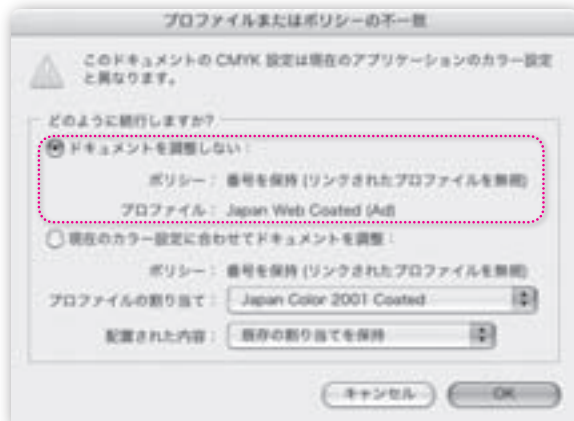 プロファイルまたはポリシーの不一致
このドキュメントの CMYK 設定は現在のアプリケーションのカラー設定
と異なります。
どのように続行しますか?
ドキュメントを調整しない：
ポリシー： 番号を保持 (リンクされたプロファイルを無視)
プロファイル： Japan Web Coated (Ad)
現在のカラー設定に合わせてドキュメントを調整：
ポリシー： 番号を保持 (リンクされたプロファイルを無視)
プロファイルの割り当て： Japan Color 2001 Coated
配置された内容： 既存の割り当てを保持
キャンセル OK